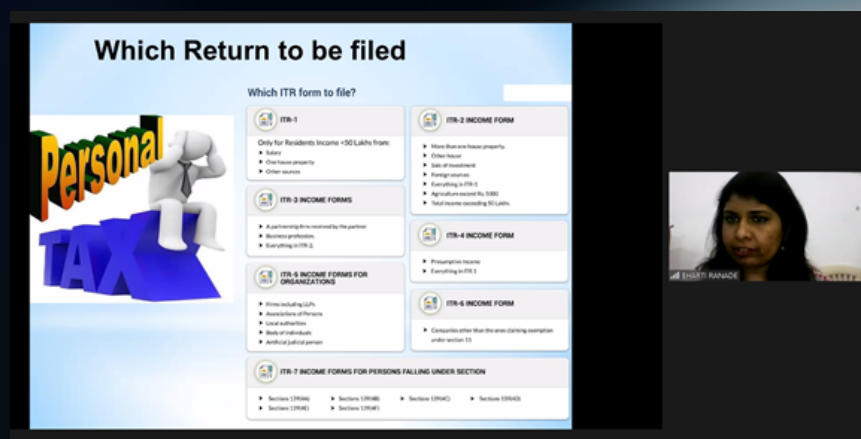 Which Return to be filed
Which ITR form to file?
Personal
TAX
ITR-1
Only for Residents Income <50 Lakhs from:
Salary
One house property
Other sources
ITR-2 INCOME FORM
More than one house property.
Other house
Sale of Investment
Foreign sources
Everything in ITR-1
Agriculture exceed Rs. 5000
Total income exceeding 50 Lakhs
ITR-3 INCOME FORMS
A partnership firm received by the partner
Business profession.
Everything in ITR-2.
ITR-4 INCOME FORM
Presumptive Income
Everything in ITR 1
ITR-5 INCOME FORMS FOR
ORGANIZATIONS
Firms including LLPs
Associations of Persons
Local authorities
Body of individuals
Artificial judicial person
ITR-6 INCOME FORM
Companies other than the ones claiming exemption
under section 11
ITR-7 INCOME FORMS FOR PERSONS FALLING UNDER SECTION
Sections 139(4A) Sections 139(4B) Sections 139(4C) Sections 139(4D)
Sections 139(4E) Sections 139(4F)
BHARTI RANADE